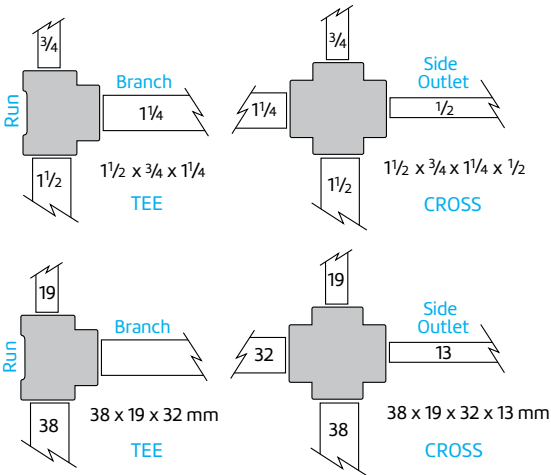 ¾
Run
Branch
1¼
1½
1½ x ¾ x 1¼
TEE
¾
1¼
Side
Outlet
½
1½
1½ x ¾ x 1¼ x ½
CROSS
19
Run
Branch
38
38 x 19 x 32 mm
TEE
19
32
Side
Outlet
13
38
38 x 19 x 32 x 13 mm
CROSS